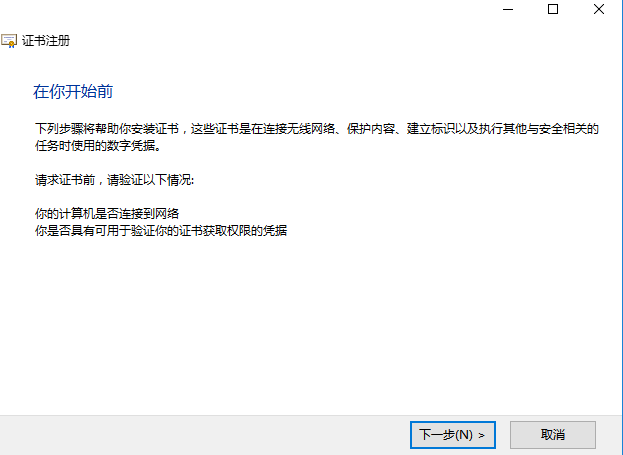 证书注册
在你开始前
下列步骤将帮助你安装证书，这些证书是在连接无线网络、保护内容、建立标识以及执行其他与安全相关的
任务时使用的数字凭据。
请求证书前，请验证以下情况:
你的计算机是否连接到网络
你是否具有可用于验证你的证书获取权限的凭据
下一步(N) > 取消